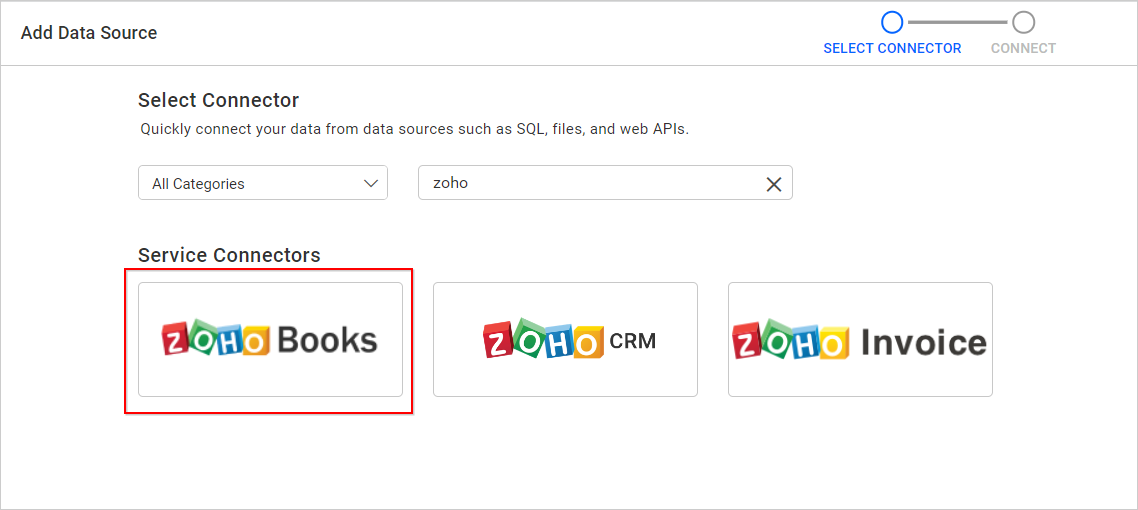 Add Data Source
SELECT CONNECTOR
CONNECT
Select Connector
Quickly connect your data from data sources such as SQL, files, and web APIs.
All Categories
zoho
Service Connectors
ZOHO Books
ZOHO CRM
ZOHO Invoice